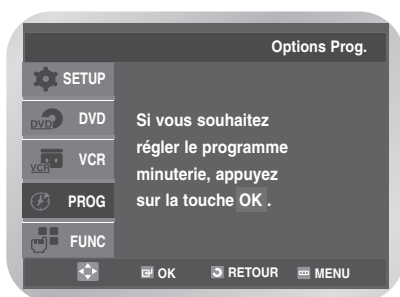 Options Prog.
SETUP
DVD DVD
VCR VCR
PROG
FUNC
Si vous souhaitez
régler le programme
minuterie, appuyez
sur la touche OK .
OK RETOUR MENU